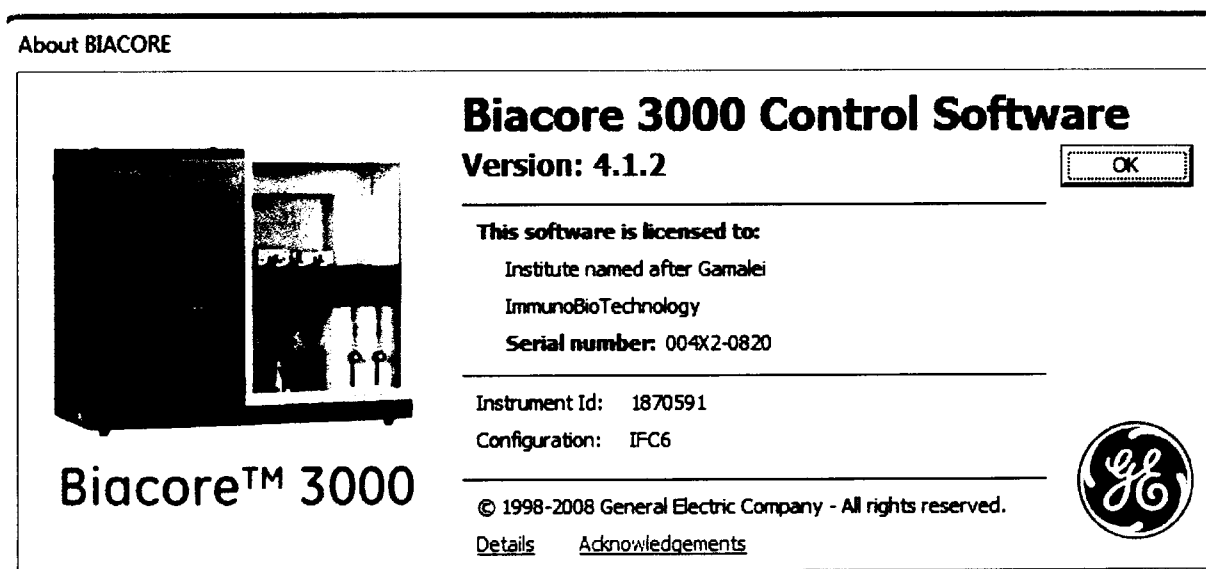 About BIACORE
Biacore 3000 Control Software
Version: 4.1.2
OK
This software is licensed to:
Institute named after Gamalei
ImmunoBioTechnology
Serial number: 004X2-0820
Instrument Id: 1870591
Configuration: IFC6
Biacore™ 3000
GE
© 1998-2008 General Electric Company - All rights reserved.
Details Acknowledgements